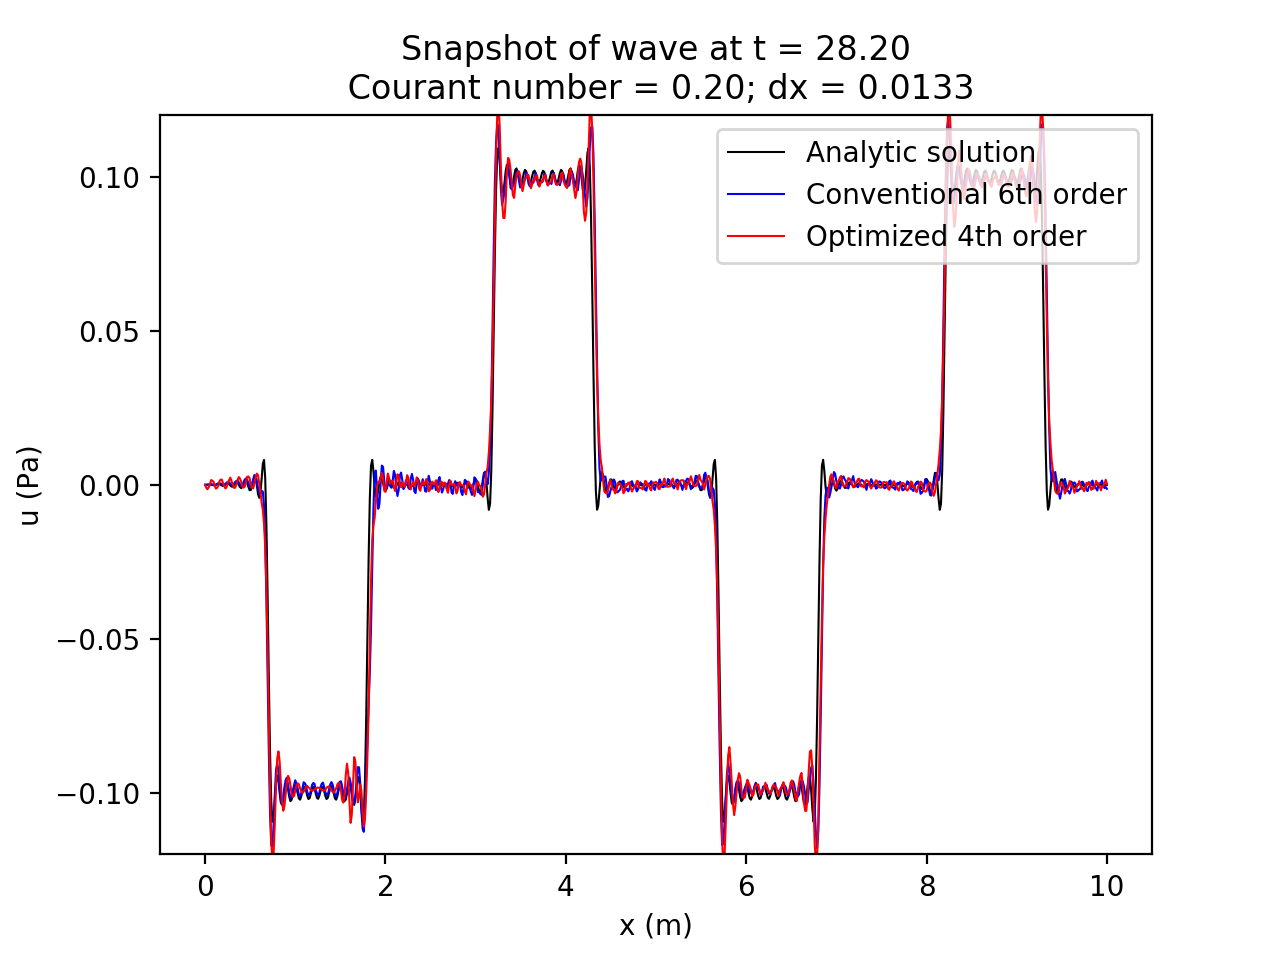 Snapshot of wave at t = 28.20
Courant number = 0.20; dx = 0.0133
Analytic solution
Conventional 6th order
Optimized 4th order
0.10
0.05
0.00
−0.05
−0.10
u (Pa)
0 2 4 6 8 10
x (m)